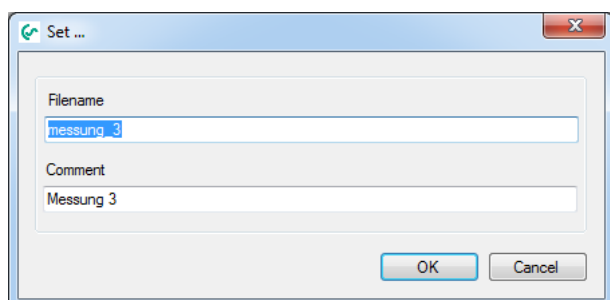 Set ...
Filename
messung_3
Comment
Messung 3
OK Cancel